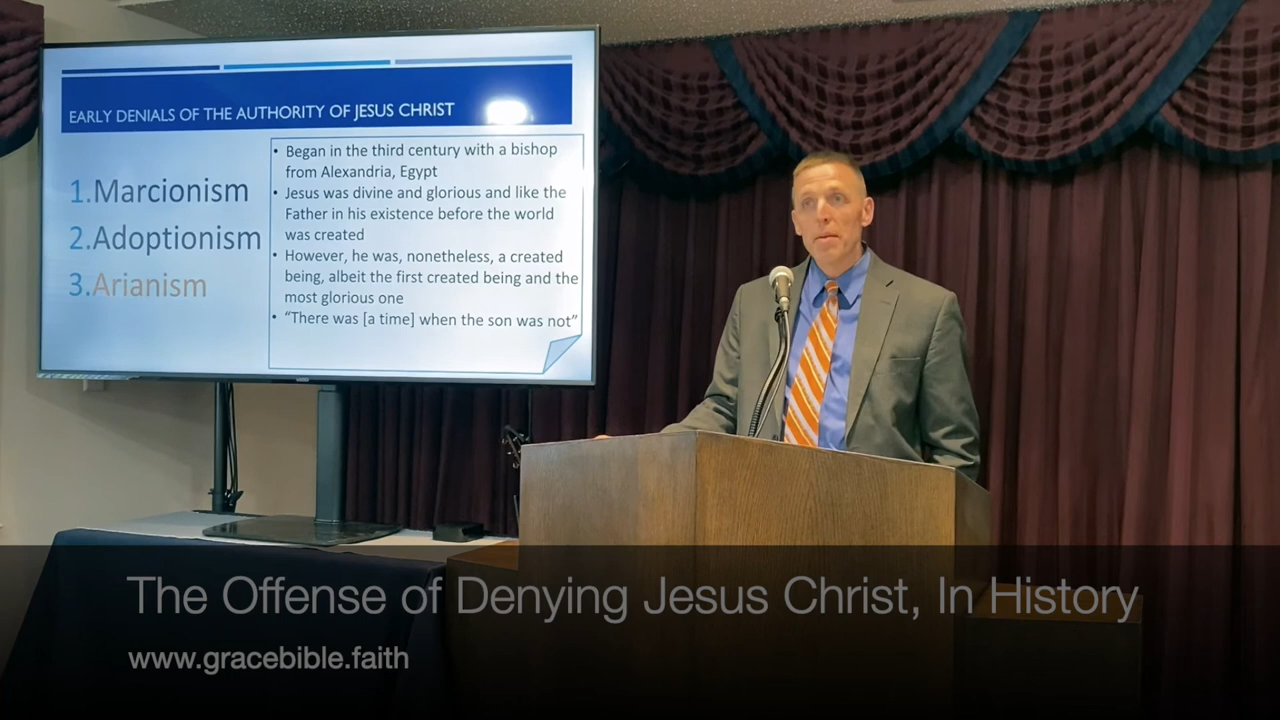 EARLY DENIALS OF THE AUTHORITY OF JESUS CHRIST
1.Marcionism
2.Adoptionism
3.Arianism
• Began in the third century with a bishop
from Alexandria, Egypt
• Jesus was divine and glorious and like the
Father in his existence before the world
was created
• However, he was, nonetheless, a created
being, albeit the first created being and the
most glorious one
• “There was [a time] when the son was not”
The Offense of Denying Jesus Christ, In History
www.gracebible.faith